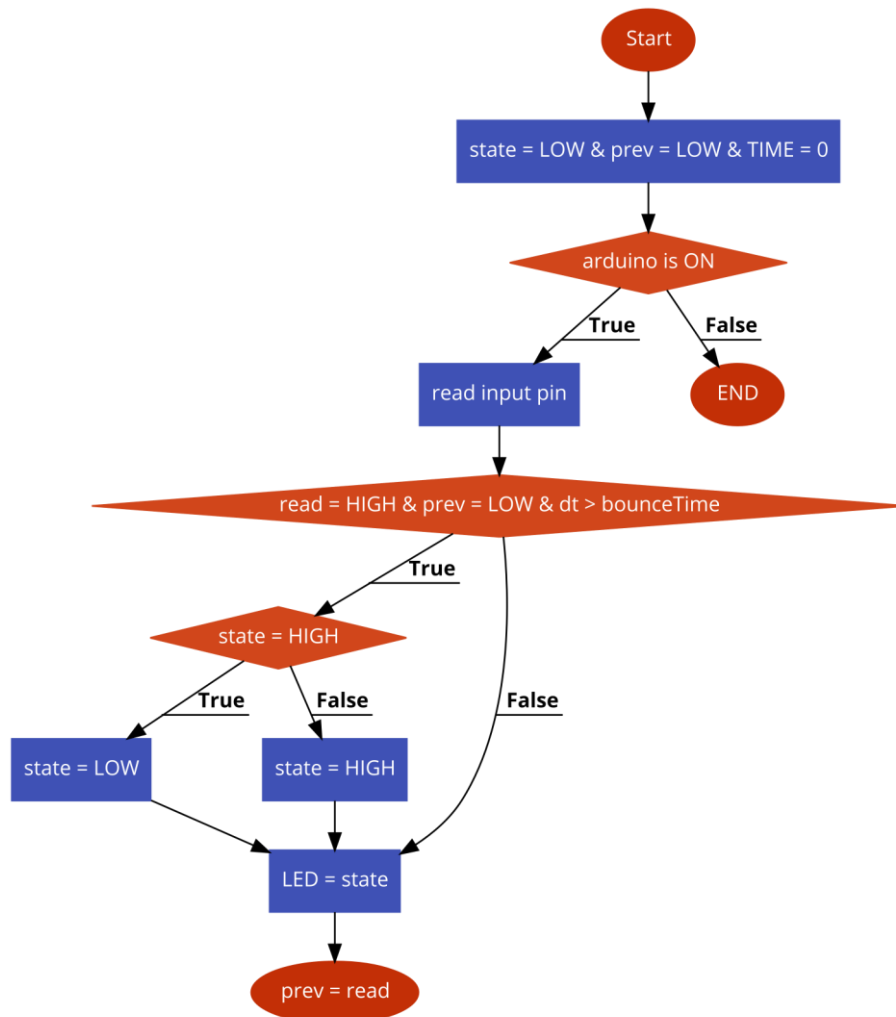 Start
state = LOW & prev = LOW & TIME = 0
arduino is ON
True
False
read input pin
END
read = HIGH & prev = LOW & dt > bounceTime
True
state = HIGH
True
False
False
state = LOW
state = HIGH
LED = state
prev = read